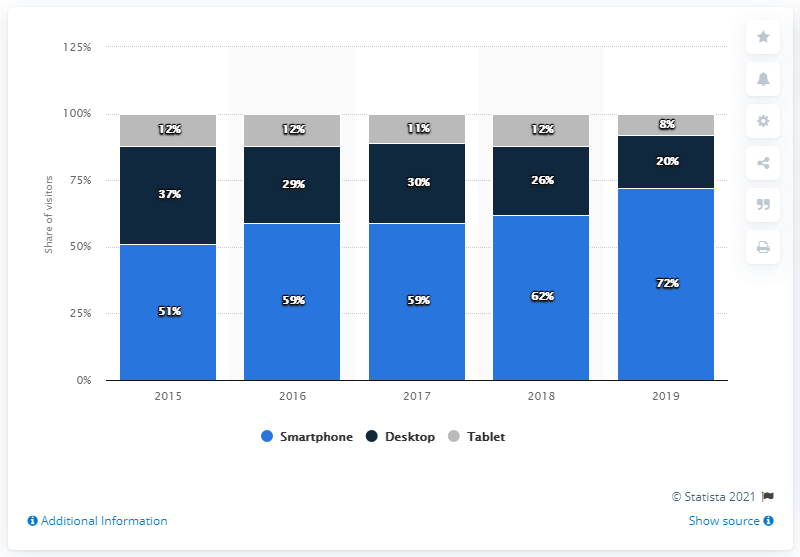 125%
100%
75%
50%
25%
0%
Share of visitors
12% 12% 11% 12% 8%
37% 29% 30% 26% 20%
51% 59% 59% 62% 72%
2015 2016 2017 2018 2019
Smartphone Desktop Tablet
© Statista 2021
Additional Information Show source